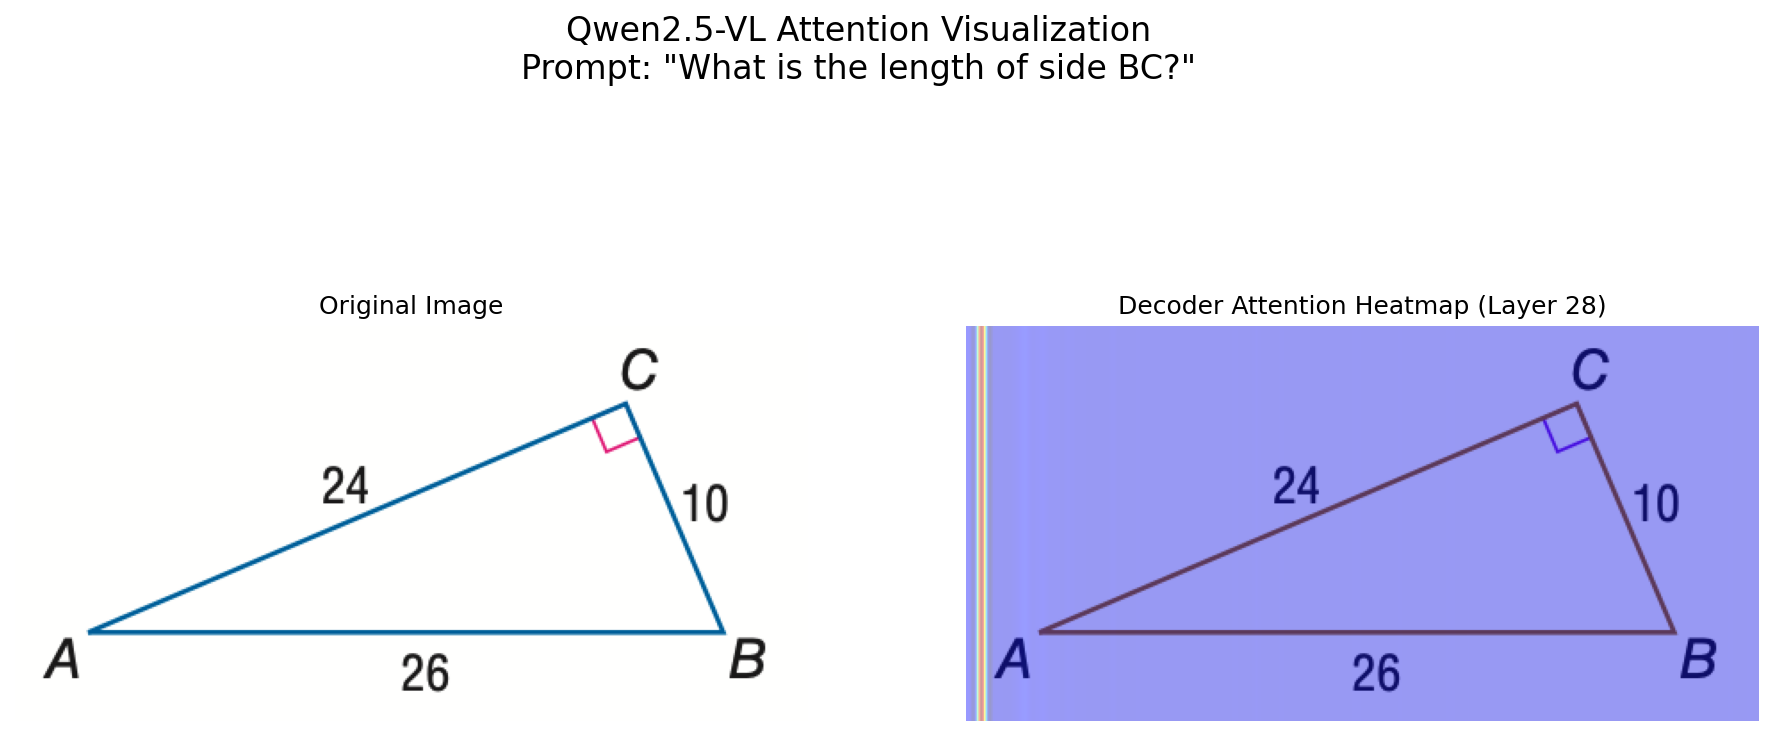 Qwen2.5-VL Attention Visualization
Prompt: "What is the length of side BC?"
Original Image
C
24
10
A
26
B
Decoder Attention Heatmap (Layer 28)
C
24
10
A
26
B